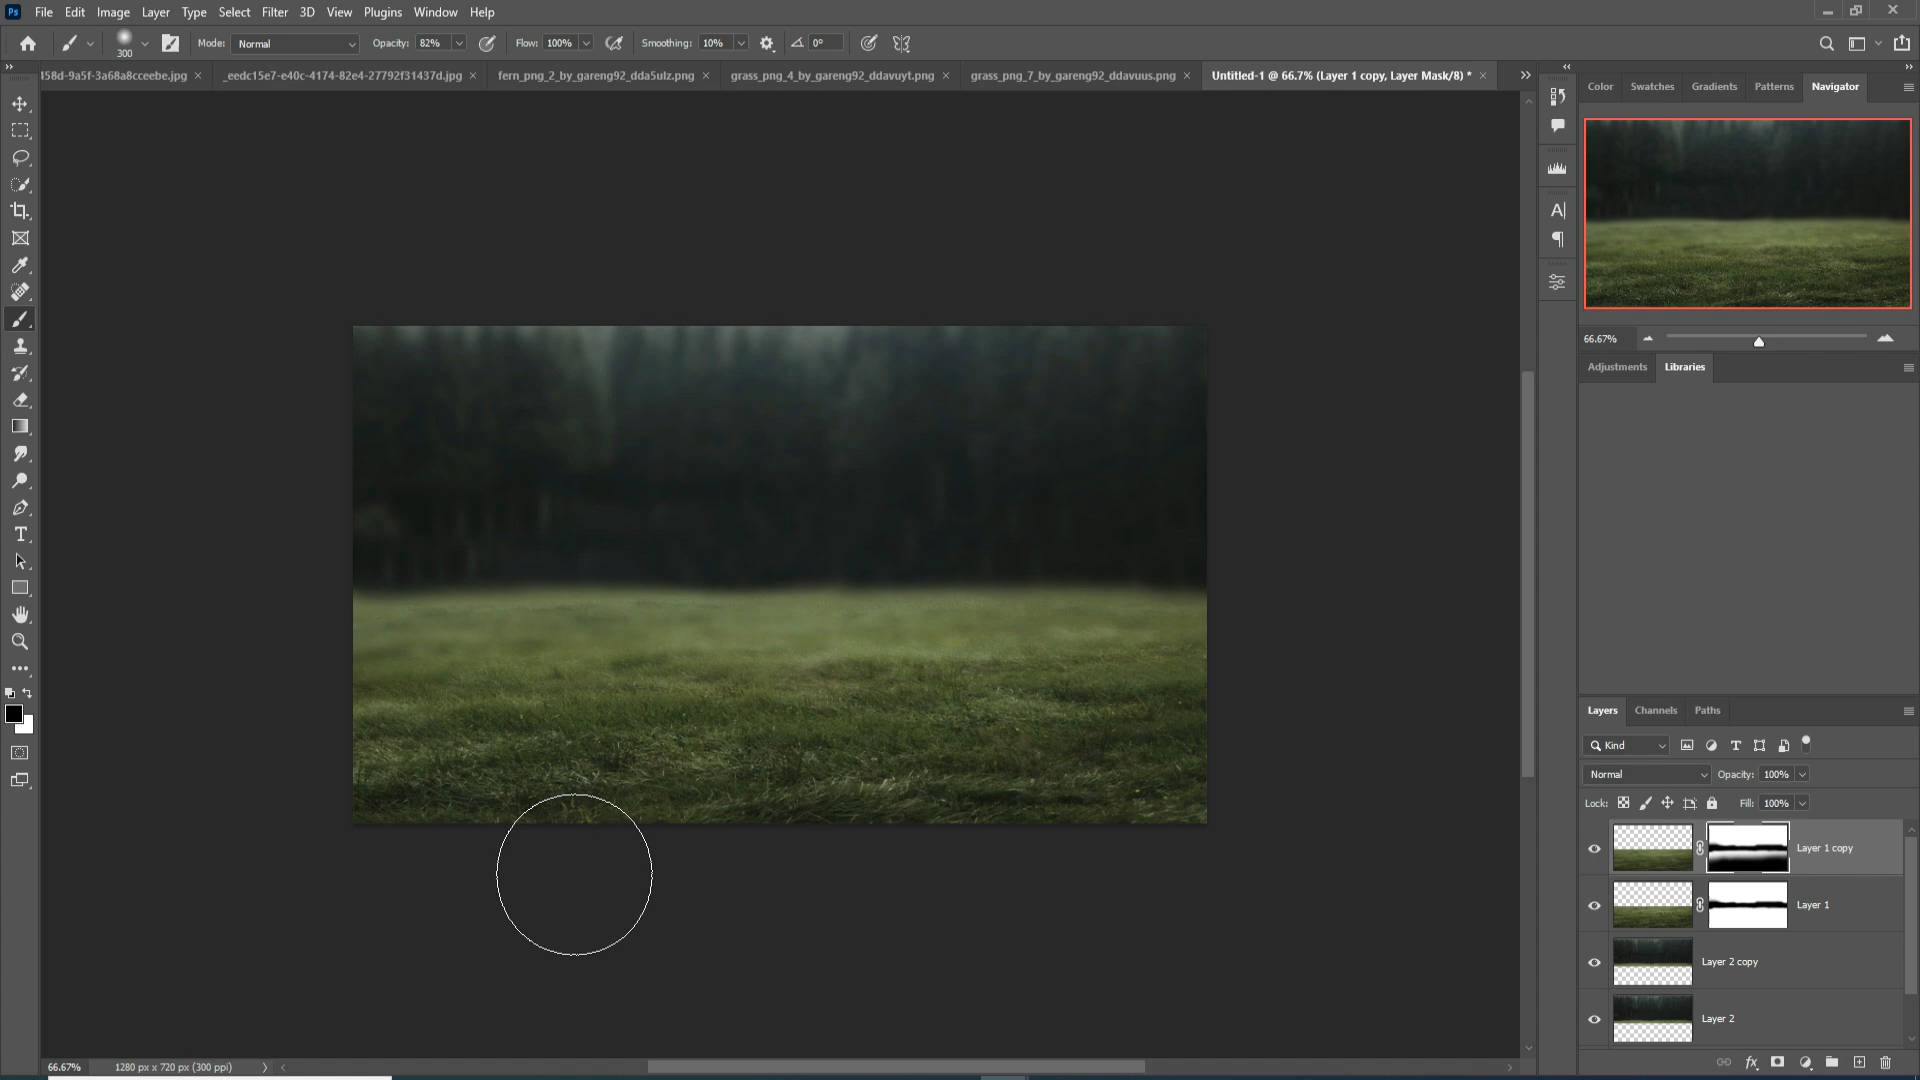 Ps File Edit Image Layer Type Select Filter 3D View Plugins Window Help
300 Mode: Normal Opacity: 82% Flow: 100% Smoothing: 10% 0°
458d-9a5f-3a68a8cceebe.jpg × _eedc15e7-e40c-4174-82e4-27792f31437d.jpg × fern_png_2_by_gareng92_dda5ulz.png × grass_png_4_by_gareng92_ddavuyt.png × grass_png_7_by_gareng92_ddavuus.png × Untitled-1 @ 66.7% (Layer 1 copy, Layer Mask/8) * ×
Color Swatches Gradients Patterns Navigator
66.67%
Adjustments Libraries
Layers Channels Paths
Kind
Normal Opacity: 100%
Lock: Fill: 100%
Layer 1 copy
Layer 1
Layer 2 copy
Layer 2
66.67% 1280 px x 720 px (300 ppi)